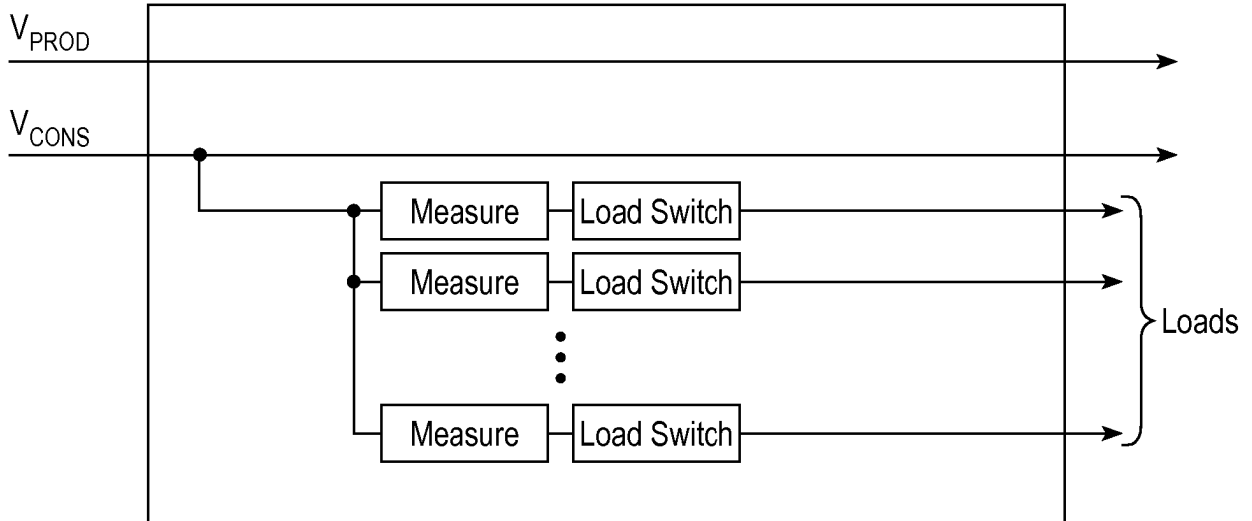 VPROD
VCONS
Measure
Load Switch
Measure
Load Switch
Loads
Measure
Load Switch